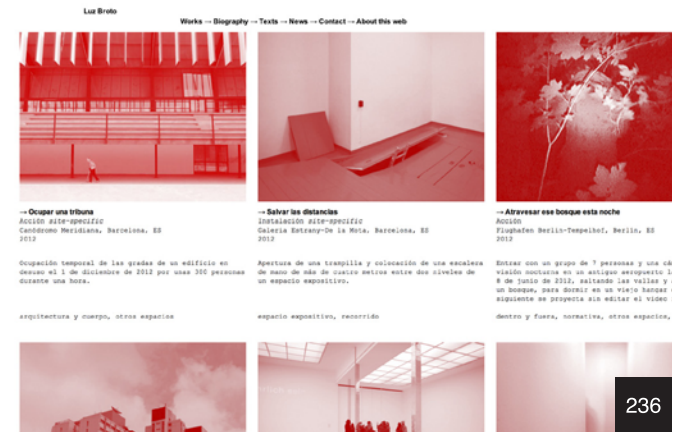 Luz Broto
Works → Biography → Texts → News → Contact → About this web
→ Ocupar una tribuna
Acción site-specific
Canódromo Meridiana, Barcelona, ES
2012
Ocupación temporal de las gradas de un edificio en
desuso el 1 de diciembre de 2012 por unas 300 personas
durante una hora.
arquitectura y cuerpo, otros espacios
→ Salvar las distancias
Instalación site-specific
Galería Estrany-De la Mota, Barcelona, ES
2012
Apertura de una trampilla y colocación de una escalera
de mano de más de cuatro metros entre dos niveles de
un espacio expositivo.
espacio expositivo, recorrido
→ Atravesar ese bosque esta noche
Acción
Flughafen Berlin-Tempelhof, Berlin, ES
2012
Entrar con un grupo de 7 personas y una cá
visión nocturna en un antiguo aeropuerto l
8 de junio de 2012, saltando las vallas y
un bosque, para dormir en un viejo hangar
siguiente se proyecta sin editar el video
dentro y fuera, normativa, otros espacios,
236